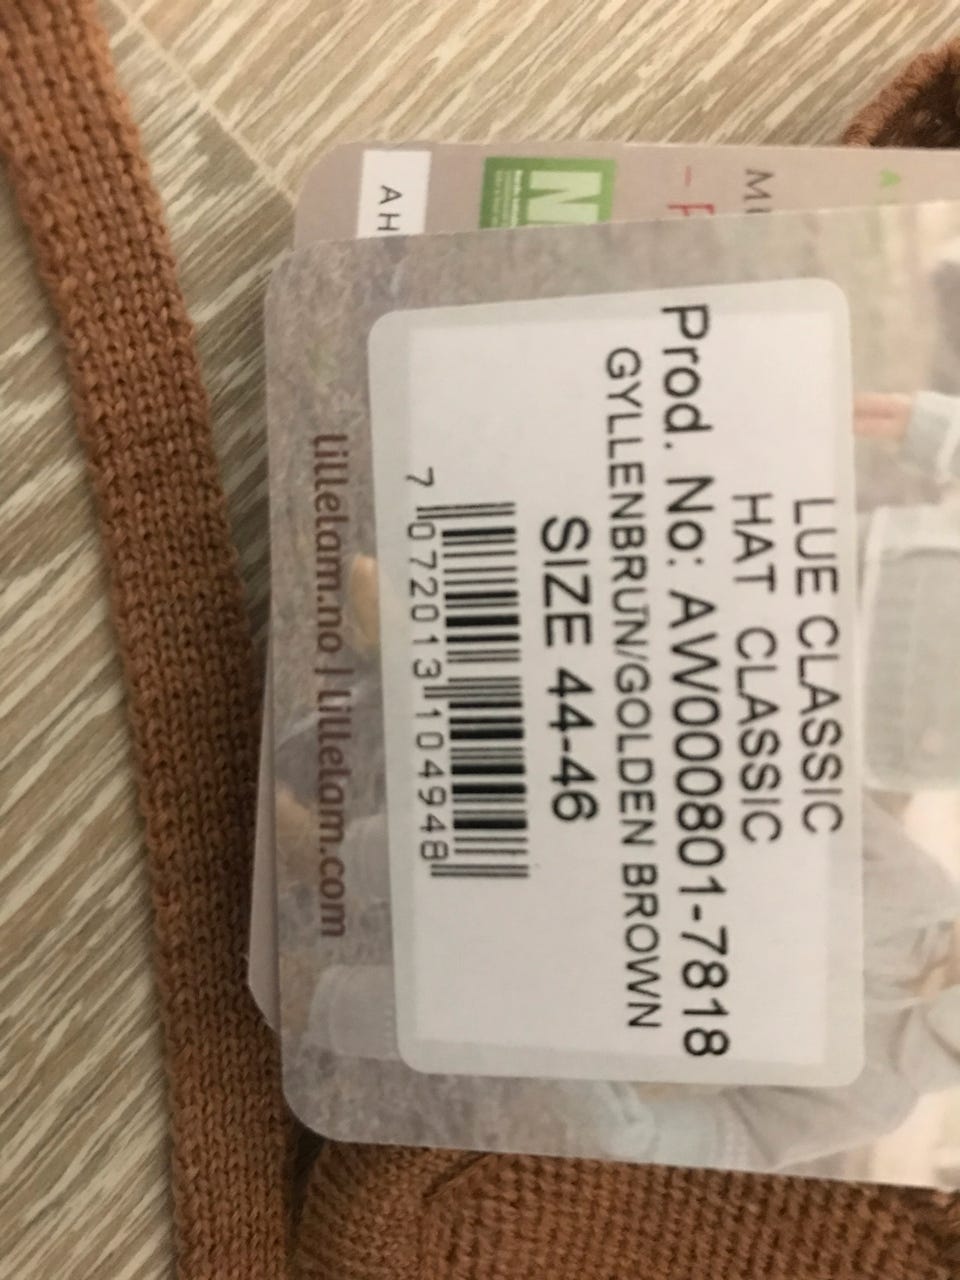 LUE CLASSIC
HAT CLASSIC
Prod. No: AW000801-7818
GYLLENBRUN/GOLDEN BROWN
SIZE 44-46
7 072013 104948
lillelam.no | lillelam.com
AH